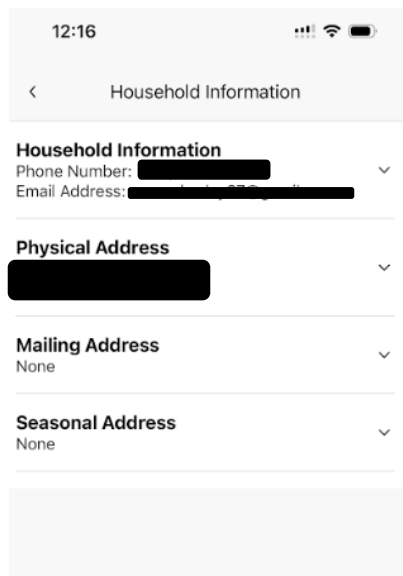 12:16
Household Information
Household Information
Phone Number:
Email Address:
Physical Address
Mailing Address
None
Seasonal Address
None